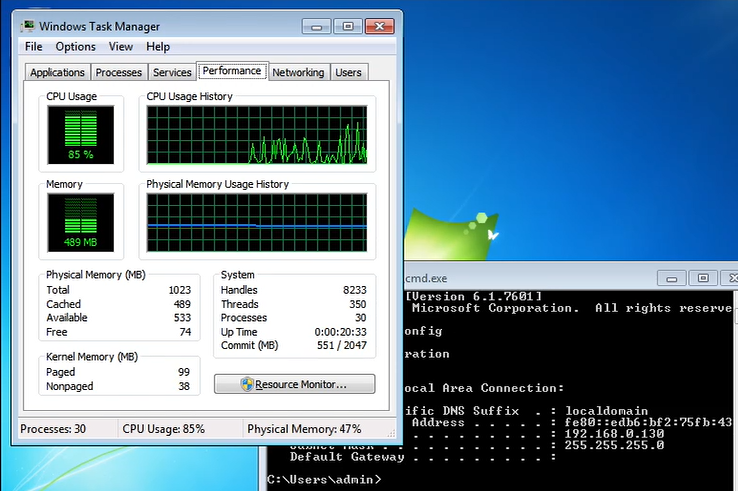 Windows Task Manager
File Options View Help
Applications Processes Services Performance Networking Users
CPU Usage
85 %
CPU Usage History
Memory
489 MB
Physical Memory Usage History
Physical Memory (MB)
Total 1023
Cached 489
Available 533
Free 74
Kernel Memory (MB)
Paged 99
Nonpaged 38
System
Handles 8233
Threads 350
Processes 30
Up Time 0:00:20:33
Commit (MB) 551 / 2047
Resource Monitor...
Processes: 30 CPU Usage: 85% Physical Memory: 47%
cmd.exe
[Version 6.1.7601]
Microsoft Corporation. All rights reserve
onfig
ration
ocal Area Connection:
ific DNS Suffix . : localdomain
Address . . . . . : fe80::edb6:bf2:75fb:43
. . . . . . . . . : 192.168.0.130
. . . . . . . . . : 255.255.255.0
Default Gateway . . . . . . . . . :
C:\Users\admin>